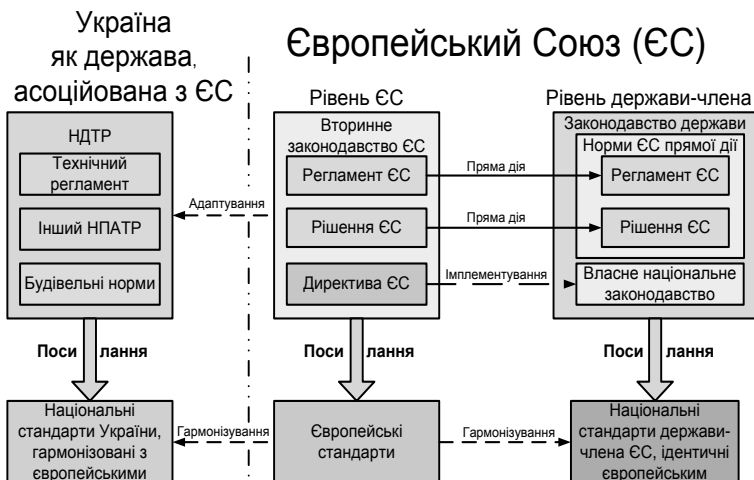 Україна
як держава,
асоційована з ЄС
Європейський Союз (ЄС)
Рівень ЄС
Рівень держави-члена
НДТР
Технічний
регламент
Інший НПАТР
Будівельні норми
Адаптування
Вторинне
законодавство ЄС
Регламент ЄС
Рішення ЄС
Директива ЄС
Пряма дія
Пряма дія
Імплементування
Законодавство держави
Норми ЄС прямої дії
Регламент ЄС
Рішення ЄС
Власне національне
законодавство
Поси лання
Поси лання
Поси лання
Національні
стандарти України,
гармонізовані з
європейськими
Гармонізування
Європейські
стандарти
Гармонізування
Національні
стандарти держави-
члена ЄС, ідентичні
європейським